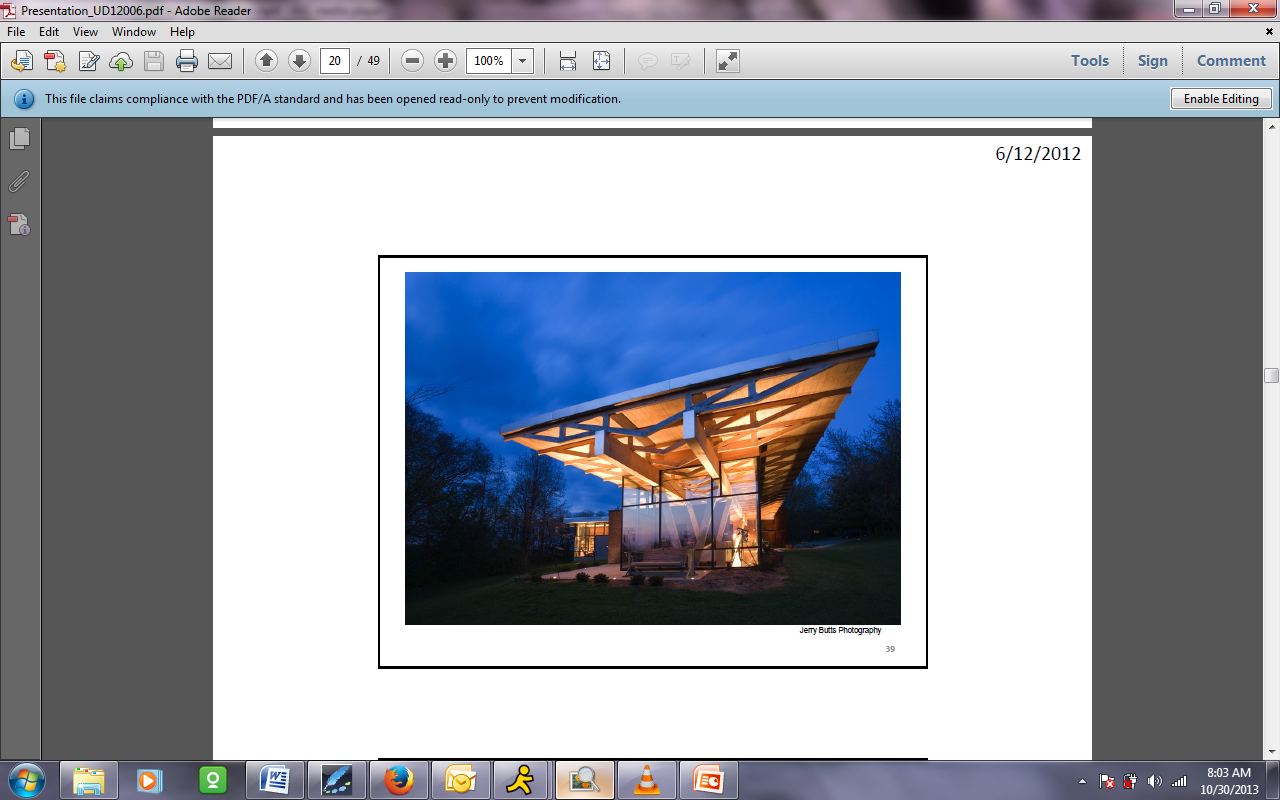 Presentation_UD12006.pdf - Adobe Reader
File Edit View Window Help
20 / 49 100% Tools Sign Comment
This file claims compliance with the PDF/A standard and has been opened read-only to prevent modification. Enable Editing
6/12/2012
Jerry Butts Photography
39
8:03 AM
10/30/2013